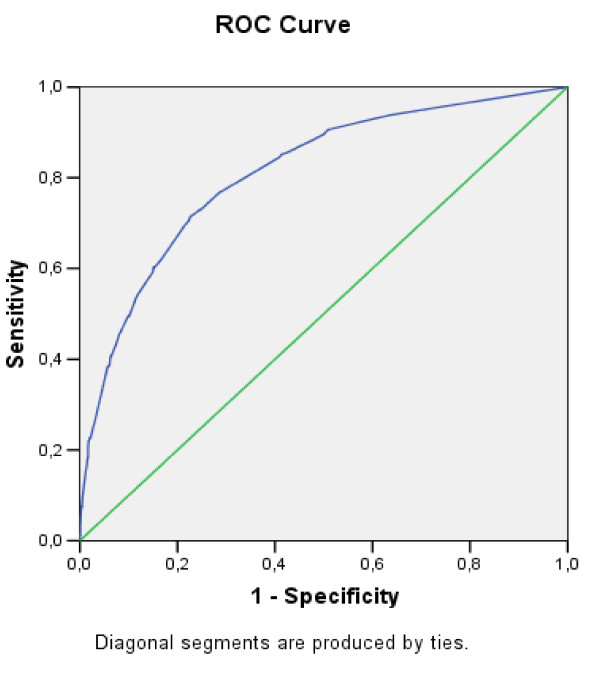 ROC Curve
1,0
0,8
0,6
0,4
0,2
0,0
Sensitivity
0,0 0,2 0,4 0,6 0,8 1,0
1 - Specificity
Diagonal segments are produced by ties.